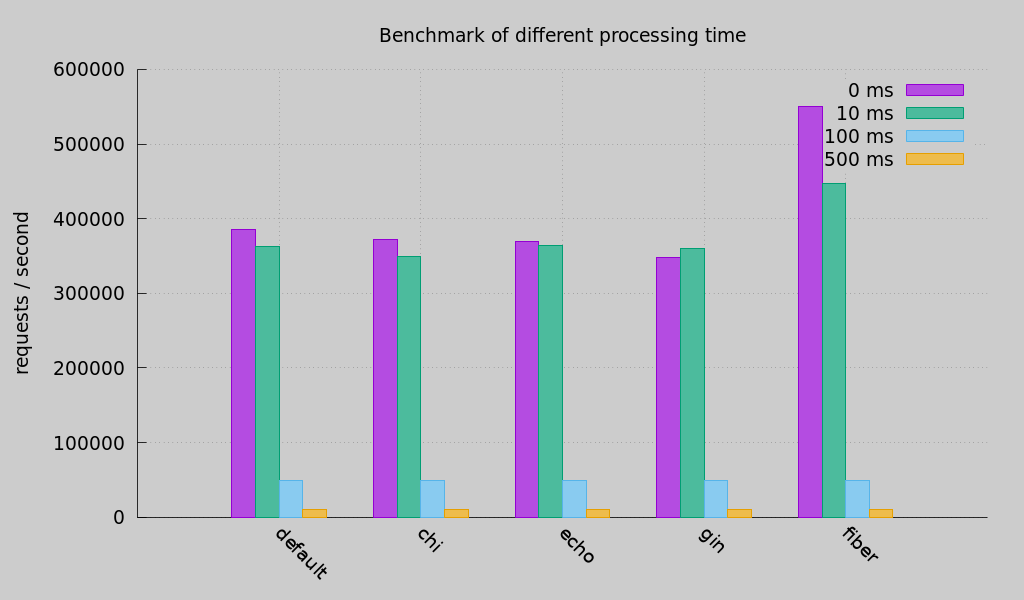 Benchmark of different processing time
600000
500000
400000
300000
200000
100000
0
requests / second
0 ms
10 ms
100 ms
500 ms
default
chi
echo
gin
fiber